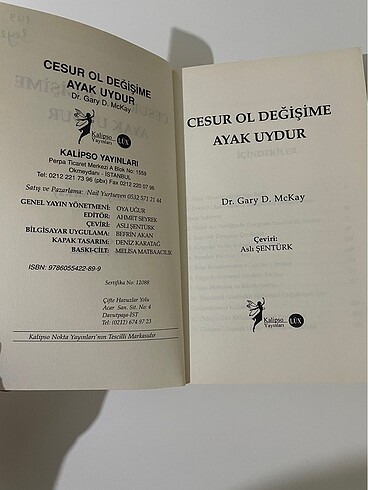 CESUR OL DEĞİŞİME
AYAK UYDUR
Dr. Gary D. McKay
Kalipso
Yayınları
LÜX
KALİPSO YAYINLARI
Perpa Ticaret Merkezi A Blok No: 1559
Okmeydanı - İSTANBUL
Tel: 0212 221 73 96 (pbx) Fax 0212 220 07 96
Satış ve Pazarlama: Nail Yurtseven 0532 571 21 44
GENEL YAYIN YÖNETMENİ: OYA UĞUR
EDİTÖR: AHMET SEYREK
ÇEVİRİ: ASLI ŞENTÜRK
BİLGİSAYAR UYGULAMA: BEFRİN AKAN
KAPAK TASARIM: DENİZ KARATAĞ
BASKI-CİLT: MELİSA MATBAACILIK
ISBN: 9786055422-89-9
Sertifika No: 12088
Çifte Havuzlar Yolu
Acar San. Sit. No: 4
Davutpaşa-İST
Tel: (0212) 674 97 23
Kalipso Nokta Yayınları'nın Tescilli Markasıdır
CESUR OL DEĞİŞİME
AYAK UYDUR
Dr. Gary D. McKay
Çeviri:
Aslı ŞENTÜRK
Kalipso
Yayınları
LÜX